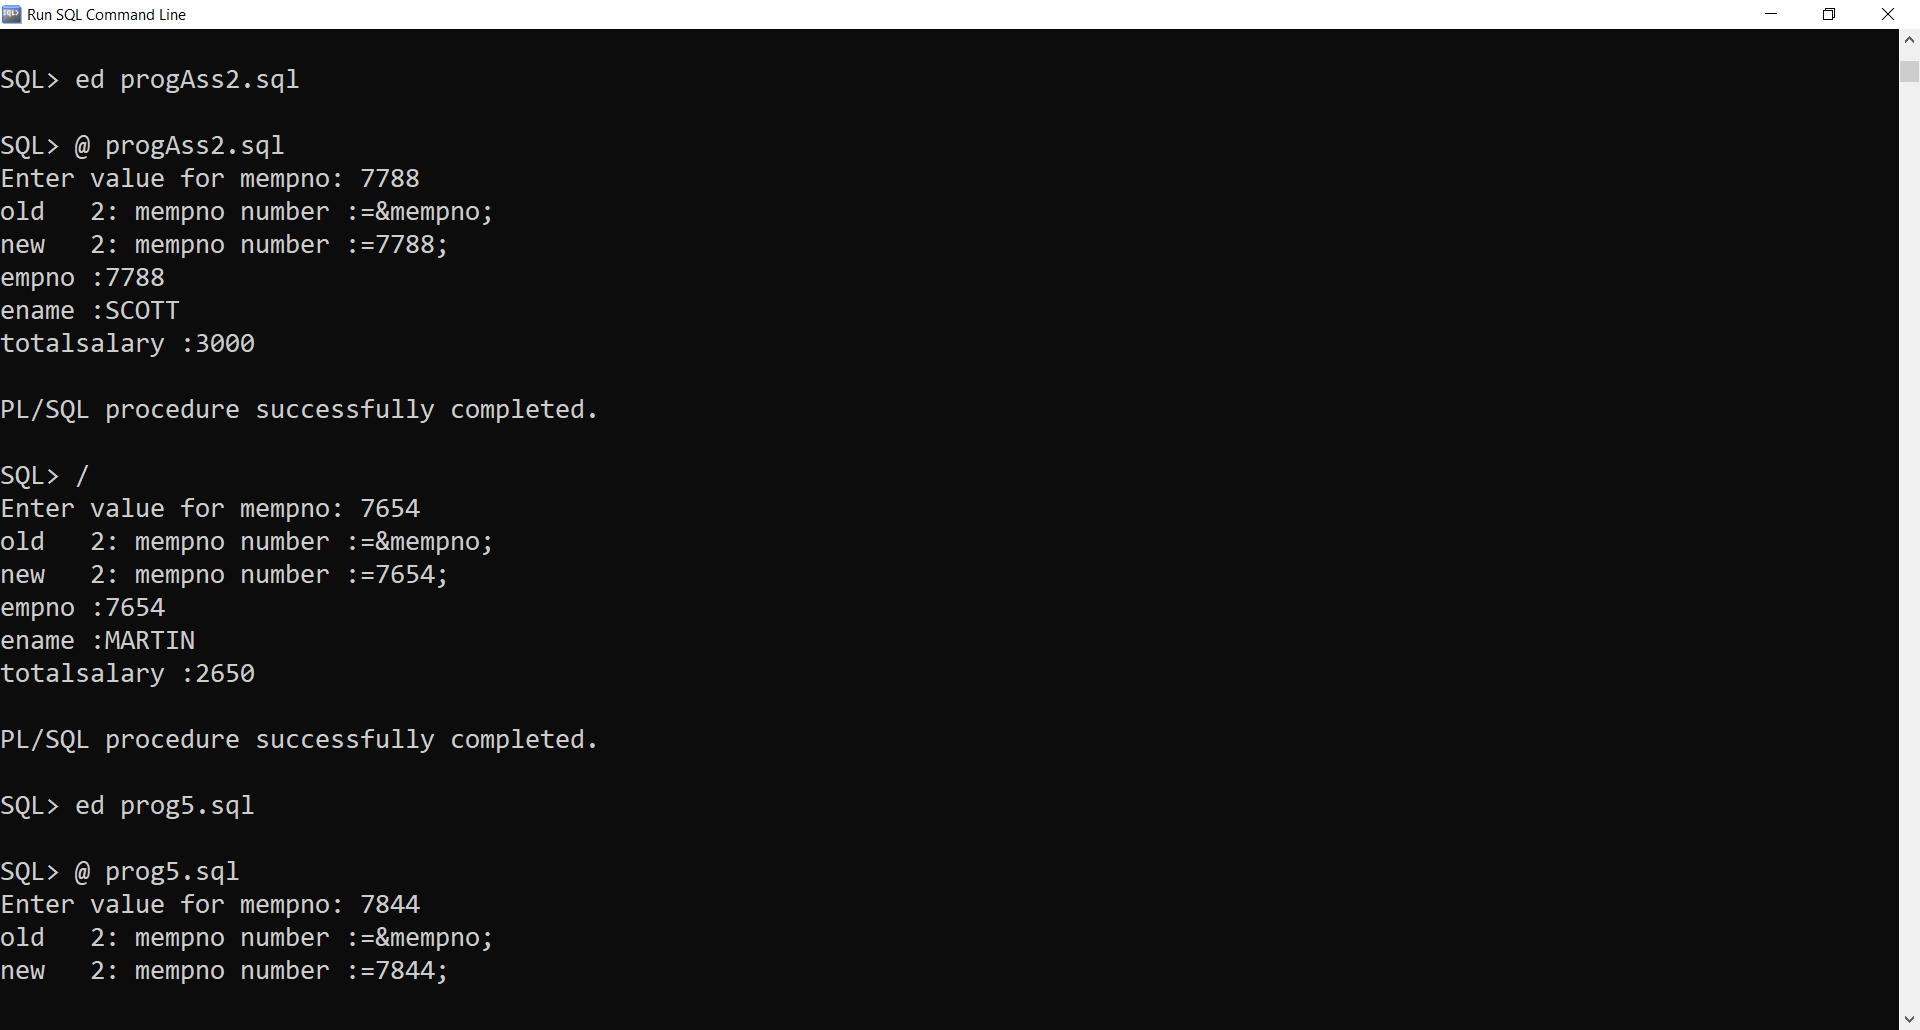 Run SQL Command Line
SQL> ed progAss2.sql
SQL> @ progAss2.sql
Enter value for mempno: 7788
old   2: mempno number :=&mempno;
new   2: mempno number :=7788;
empno :7788
ename :SCOTT
totalsalary :3000
PL/SQL procedure successfully completed.
SQL> /
Enter value for mempno: 7654
old   2: mempno number :=&mempno;
new   2: mempno number :=7654;
empno :7654
ename :MARTIN
totalsalary :2650
PL/SQL procedure successfully completed.
SQL> ed prog5.sql
SQL> @ prog5.sql
Enter value for mempno: 7844
old   2: mempno number :=&mempno;
new   2: mempno number :=7844;